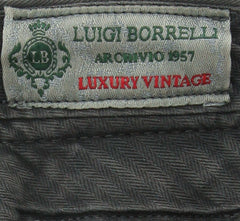 LB
LUIGI BORRELLI
ARCHIVIO 1957
LUXURY VINTAGE